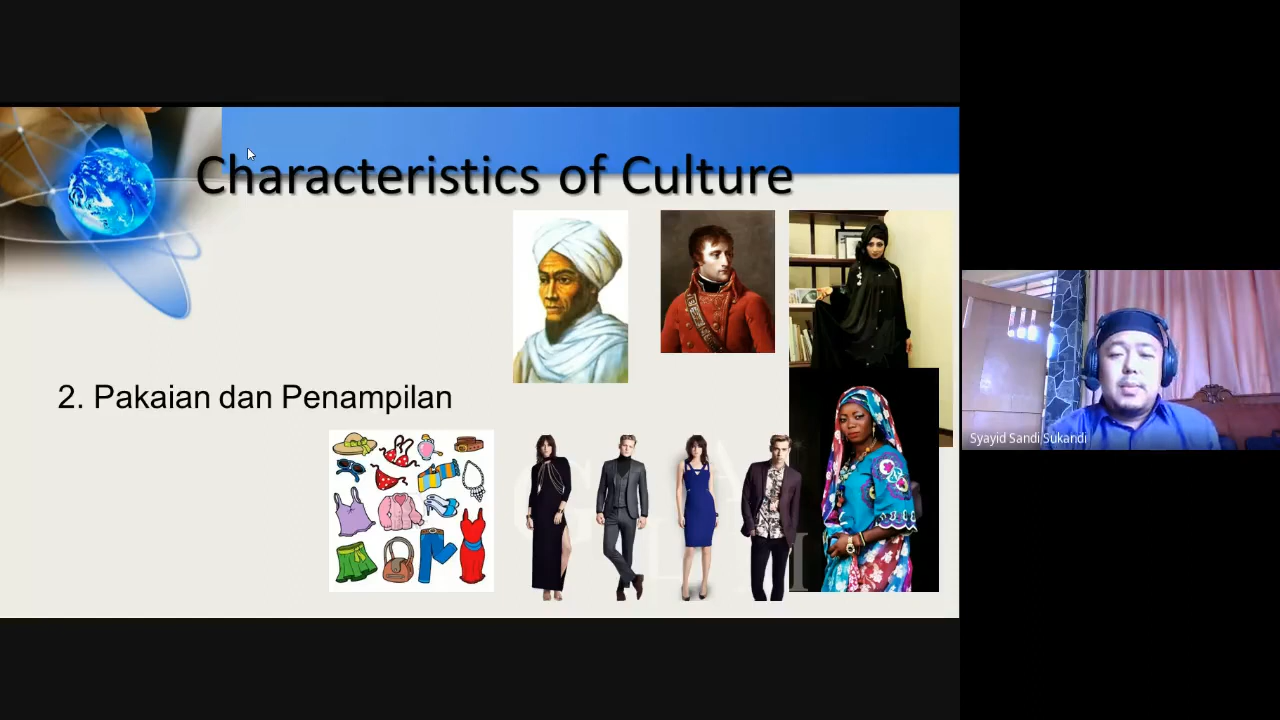 Characteristics of Culture
2. Pakaian dan Penampilan
Syayid Sandi Sukandi